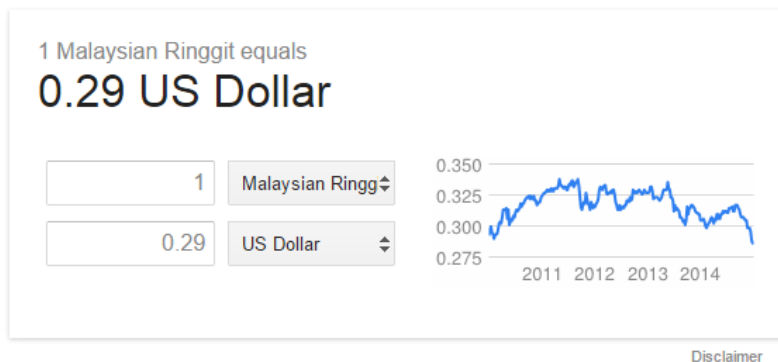 1 Malaysian Ringgit equals
0.29 US Dollar
1 Malaysian Ringg
0.29 US Dollar
0.350
0.325
0.300
0.275
2011 2012 2013 2014
Disclaimer